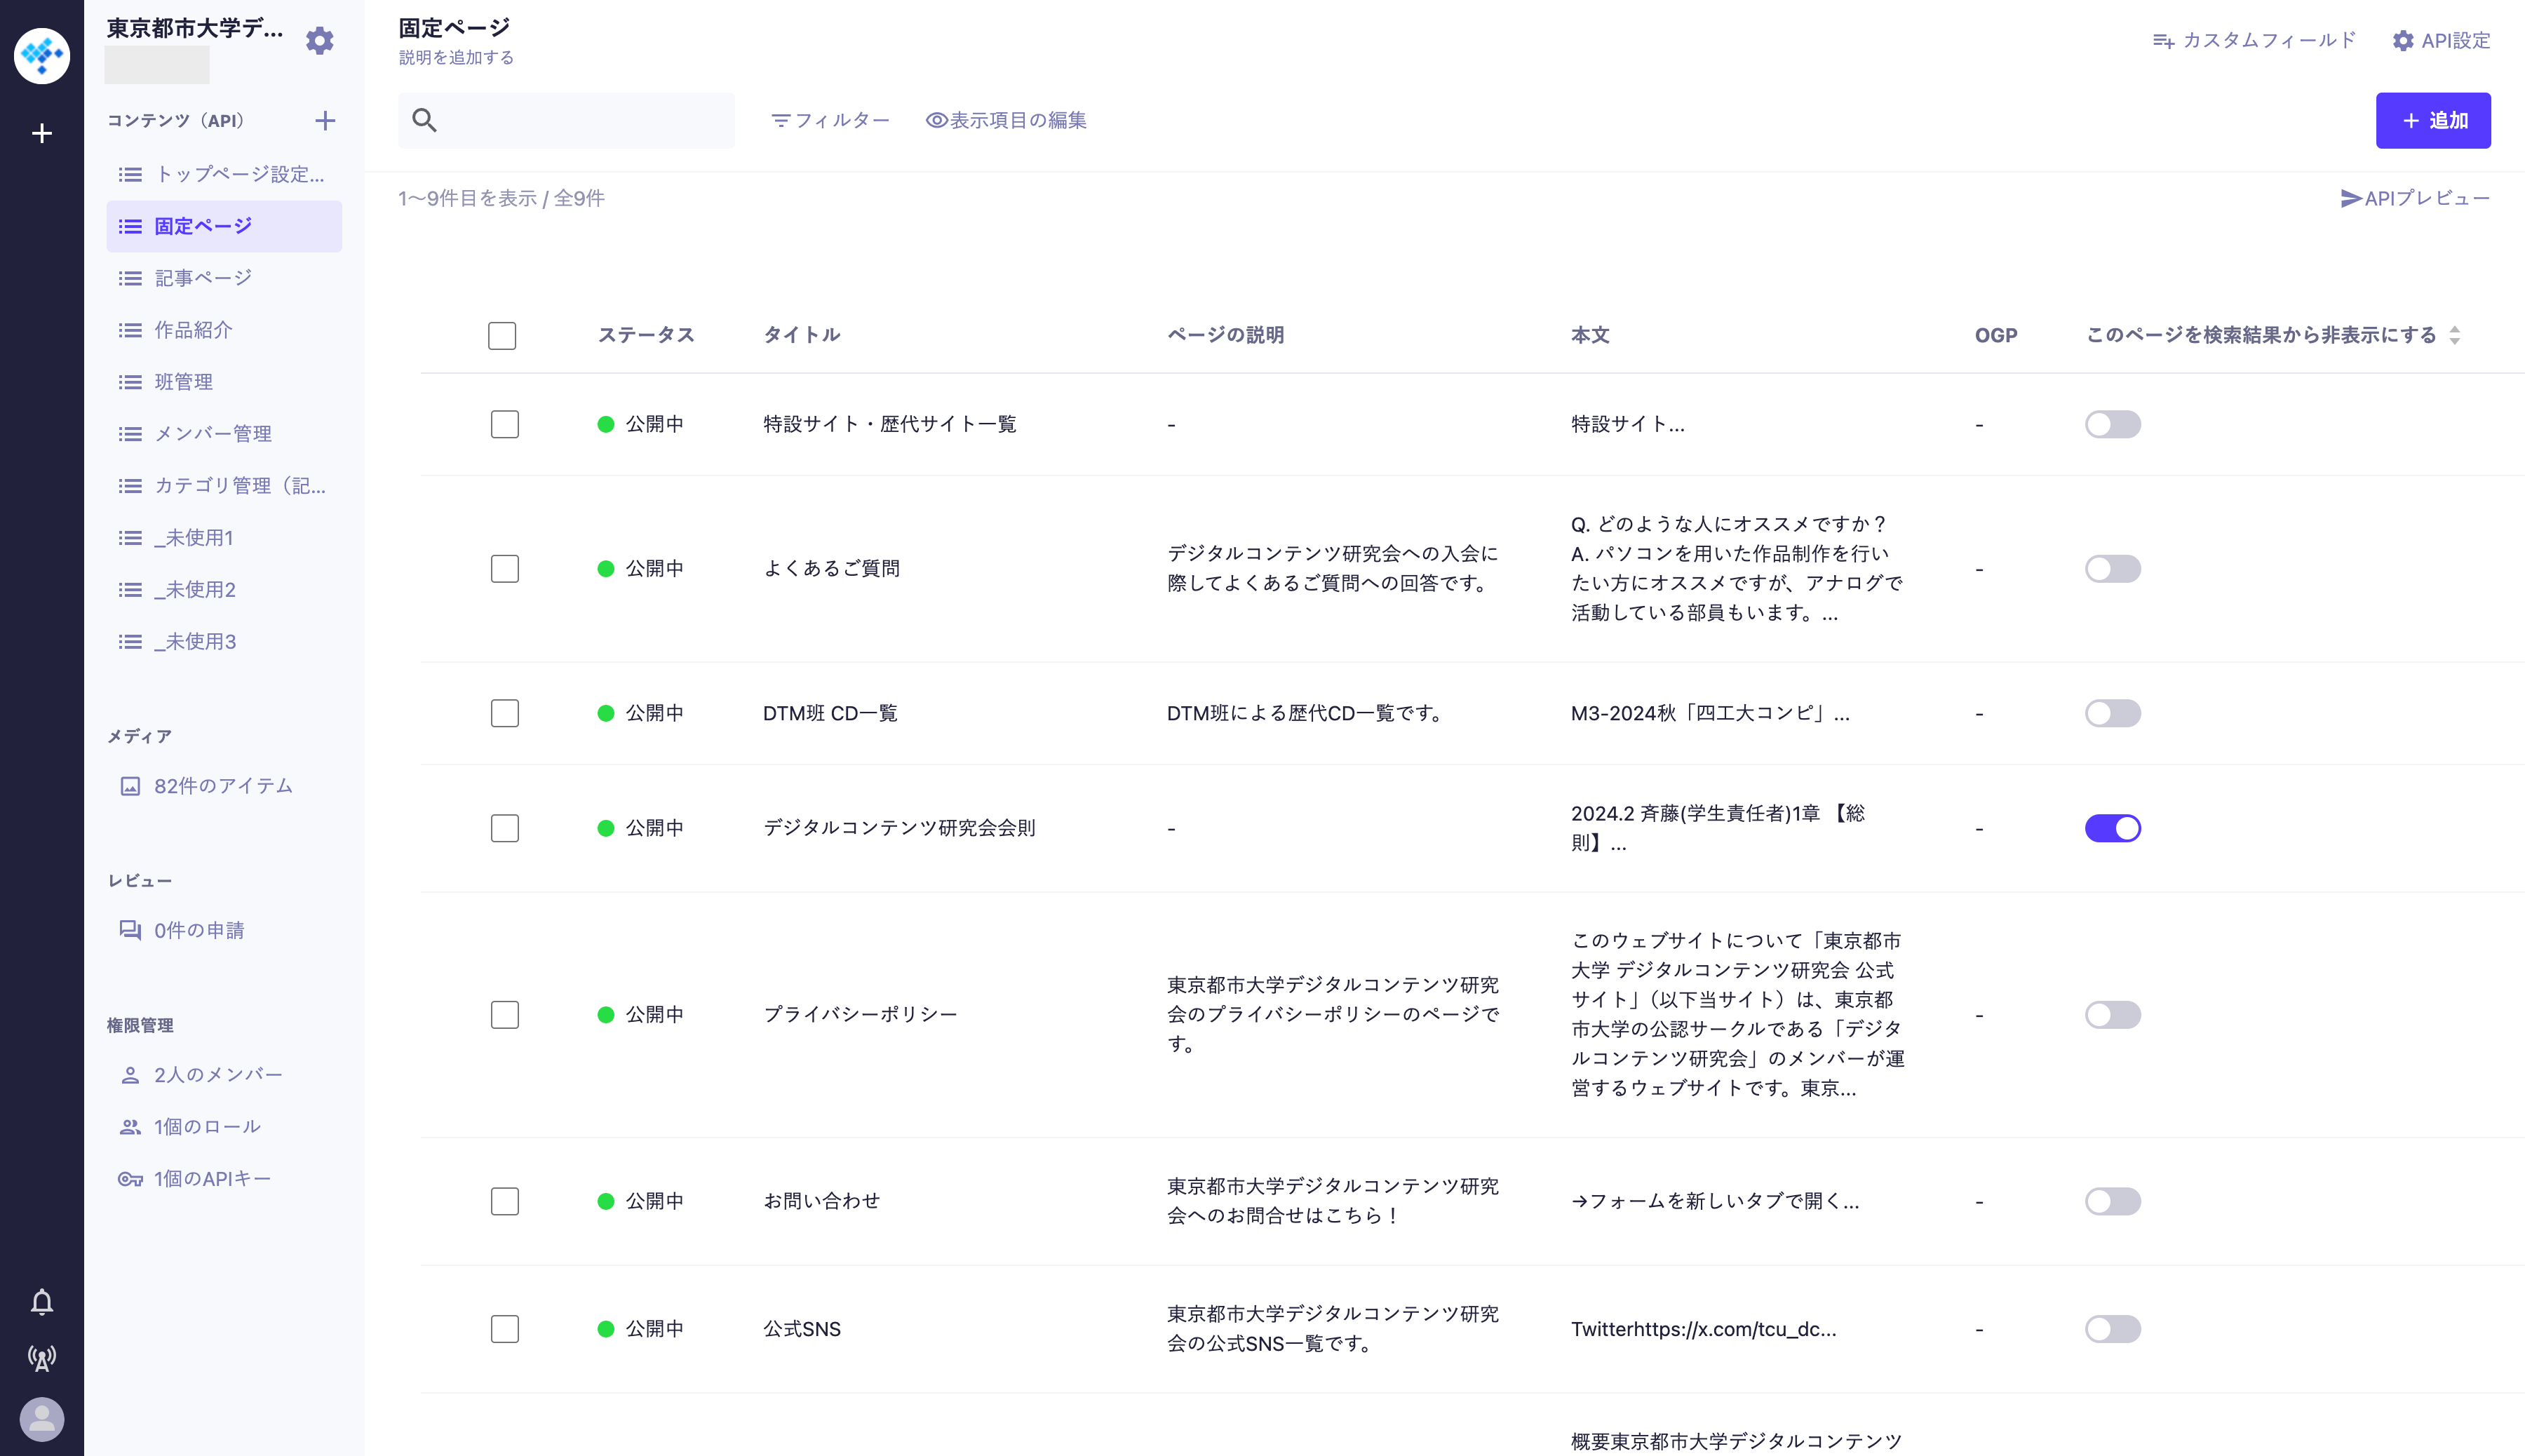 東京都市大学デ...
コンテンツ（API）
トップページ設定...
固定ページ
記事ページ
作品紹介
班管理
メンバー管理
カテゴリ管理（記...
_未使用1
_未使用2
_未使用3
メディア
82件のアイテム
レビュー
0件の申請
権限管理
2人のメンバー
1個のロール
1個のAPIキー
固定ページ
説明を追加する
カスタムフィールド
API設定
フィルター
表示項目の編集
+ 追加
1〜9件目を表示 / 全9件
APIプレビュー
ステータス タイトル ページの説明 本文 OGP このページを検索結果から非表示にする
公開中 特設サイト・歴代サイト一覧 - 特設サイト... -
公開中 よくあるご質問
デジタルコンテンツ研究会への入会に
際してよくあるご質問への回答です。
Q. どのような人にオススメですか？
A. パソコンを用いた作品制作を行い
たい方にオススメですが、アナログで
活動している部員もいます。...
-
公開中 DTM班 CD一覧 DTM班による歴代CD一覧です。 M3-2024秋「四工大コンピ」... -
公開中 デジタルコンテンツ研究会会則 -
2024.2 斉藤(学生責任者)1章 【総
則】...
-
公開中 プライバシーポリシー
東京都市大学デジタルコンテンツ研究
会のプライバシーポリシーのページで
す。
このウェブサイトについて「東京都市
大学 デジタルコンテンツ研究会 公式
サイト」（以下当サイト）は、東京都
市大学の公認サークルである「デジタ
ルコンテンツ研究会」のメンバーが運
営するウェブサイトです。東京...
-
公開中 お問い合わせ
東京都市大学デジタルコンテンツ研究
会へのお問合せはこちら！
→フォームを新しいタブで開く...
-
公開中 公式SNS
東京都市大学デジタルコンテンツ研究
会の公式SNS一覧です。
Twitterhttps://x.com/tcu_dc...
-
概要東京都市大学デジタルコンテンツ